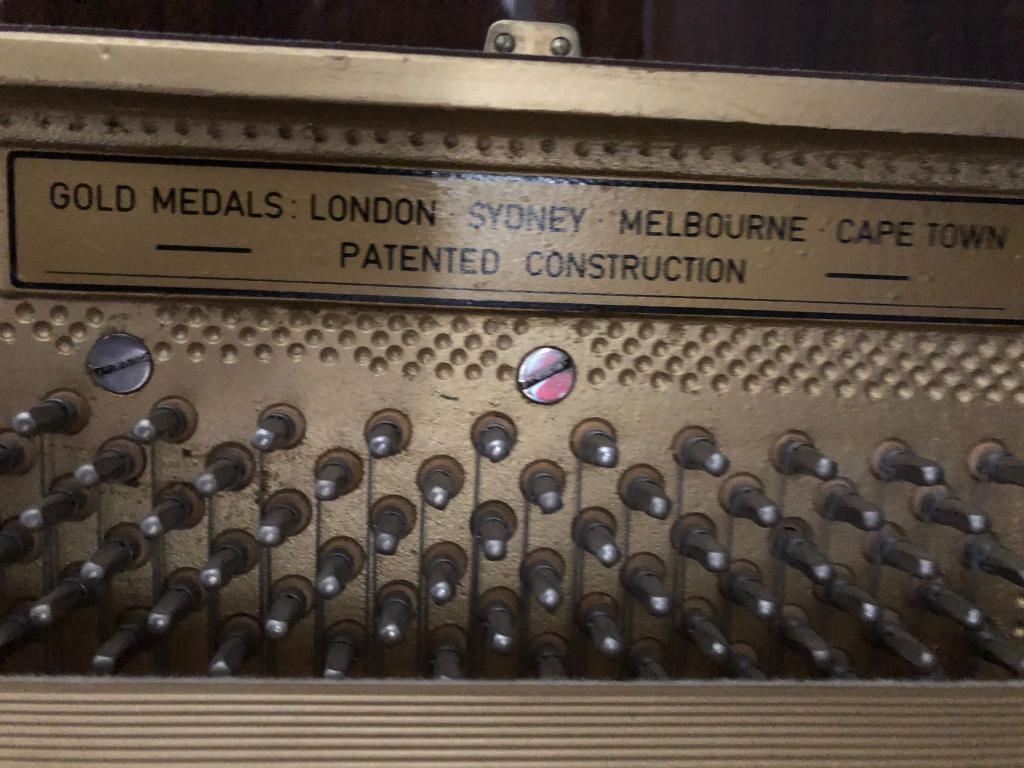 GOLD MEDALS: LONDON · SYDNEY · MELBOURNE · CAPE TOWN
PATENTED CONSTRUCTION